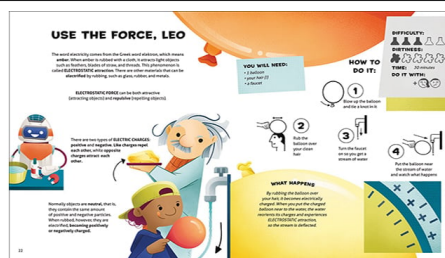 USE THE FORCE, LEO
The word electricity comes from the Greek word elektron, which means
amber. When amber is rubbed with a cloth, it attracts light objects
such as feathers, blades of straw, and threads. This phenomenon is
called ELECTROSTATIC attraction. There are other materials that can be
electrified by rubbing, such as glass, rubber, and metals.
ELECTROSTATIC FORCE can be both attractive
(attracting objects) and repulsive (repelling objects).
There are two types of ELECTRIC CHARGES:
positive and negative. Like charges repel
each other, while opposite
charges attract each
other.
Normally objects are neutral, that is,
they contain the same amount
of positive and negative particles.
When rubbed, however, they are
electrified, becoming positively
or negatively charged.
YOU WILL NEED:
• 1 balloon
• your hair (!)
• a faucet
HOW TO
DO IT:
1
Blow up the balloon
and tie a knot in it
2
Rub the
balloon over
your clean
hair
3
Turn the faucet
on so you get a
stream of water
4
Put the balloon near
the stream of water
and watch what happens
DIFFICULTY:
DIRTINESS:
TIME: 30 minutes
DO IT WITH:
WHAT HAPPENS
By rubbing the balloon over
your hair, it becomes electrically
charged. When you put the charged
balloon near to the water, the water
reorients its charges and experiences
ELECTROSTATIC attraction,
so the stream is deflected.